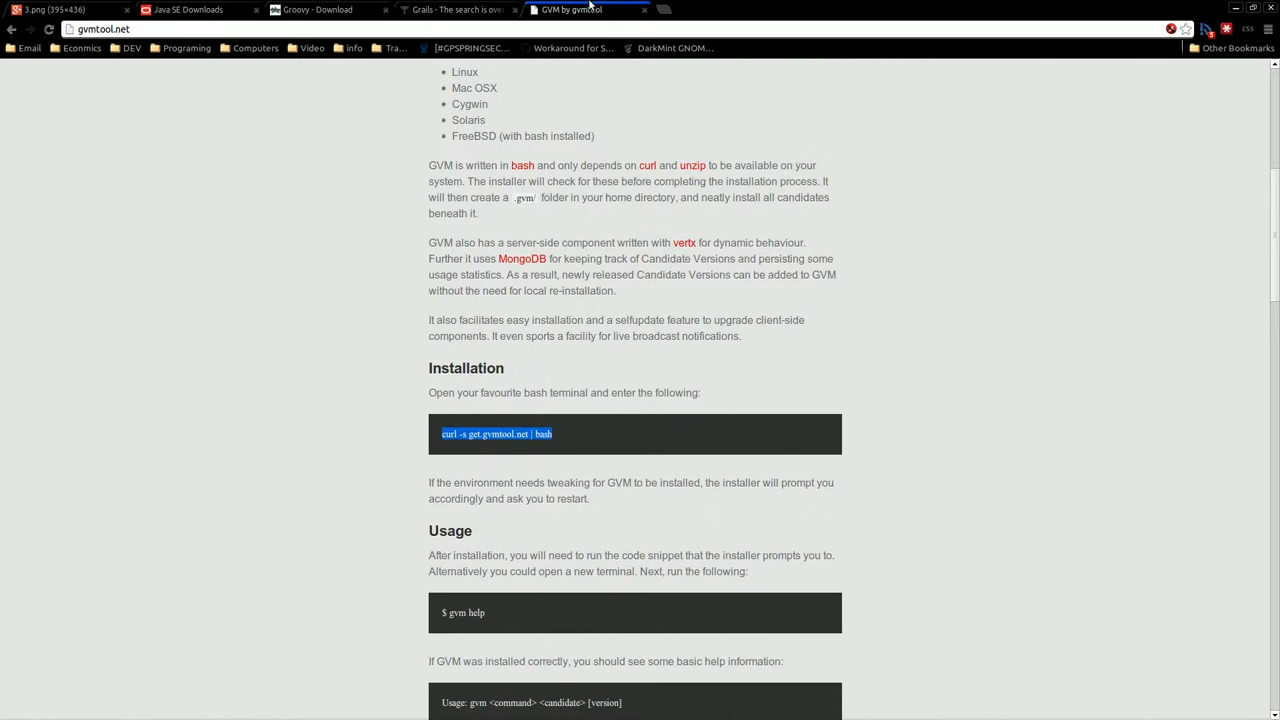 3.png (395×436)
Java SE Downloads
Groovy - Download
Grails - The search is over
GVM by gvmtool
gvmtool.net
Email
Econmics
DEV
Programing
Computers
Video
info
Tra...
[#GPSPRINGSEC...
Workaround for S...
DarkMint GNOM...
Other Bookmarks
CSS
• Linux
• Mac OSX
• Cygwin
• Solaris
• FreeBSD (with bash installed)
GVM is written in bash and only depends on curl and unzip to be available on your
system. The installer will check for these before completing the installation process. It
will then create a .gvm/ folder in your home directory, and neatly install all candidates
beneath it.
GVM also has a server-side component written with vertx for dynamic behaviour.
Further it uses MongoDB for keeping track of Candidate Versions and persisting some
usage statistics. As a result, newly released Candidate Versions can be added to GVM
without the need for local re-installation.
It also facilitates easy installation and a selfupdate feature to upgrade client-side
components. It even sports a facility for live broadcast notifications.
Installation
Open your favourite bash terminal and enter the following:
curl -s get.gvmtool.net | bash
If the environment needs tweaking for GVM to be installed, the installer will prompt you
accordingly and ask you to restart.
Usage
After installation, you will need to run the code snippet that the installer prompts you to.
Alternatively you could open a new terminal. Next, run the following:
$ gvm help
If GVM was installed correctly, you should see some basic help information:
Usage: gvm <command> <candidate> [version]